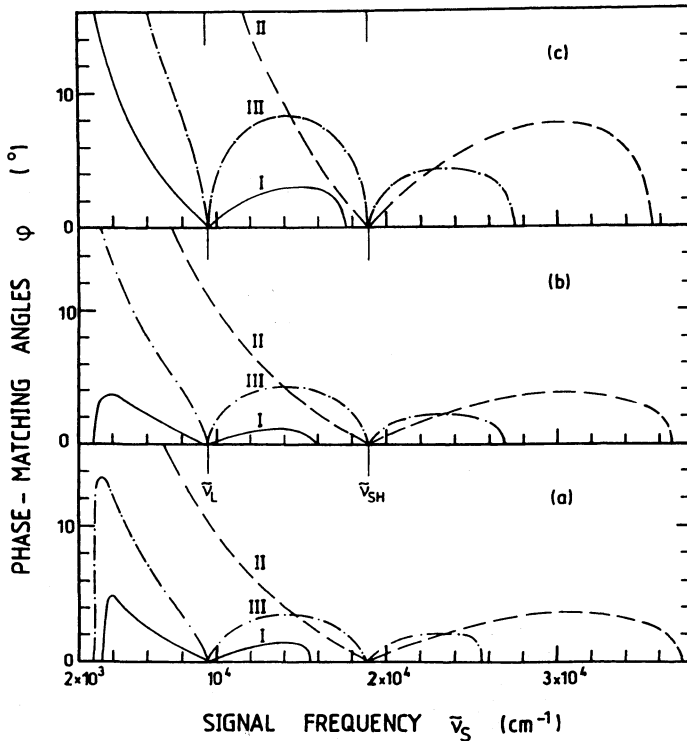 II
(c)
10
III
I
0
(b)
10
II
III
I
0
ν̃L
ν̃SH
(a)
10
II
III
I
0
2×10³
10⁴
2×10⁴
3×10⁴
PHASE-MATCHING ANGLES φ (°)
SIGNAL FREQUENCY ν̃S (cm⁻¹)